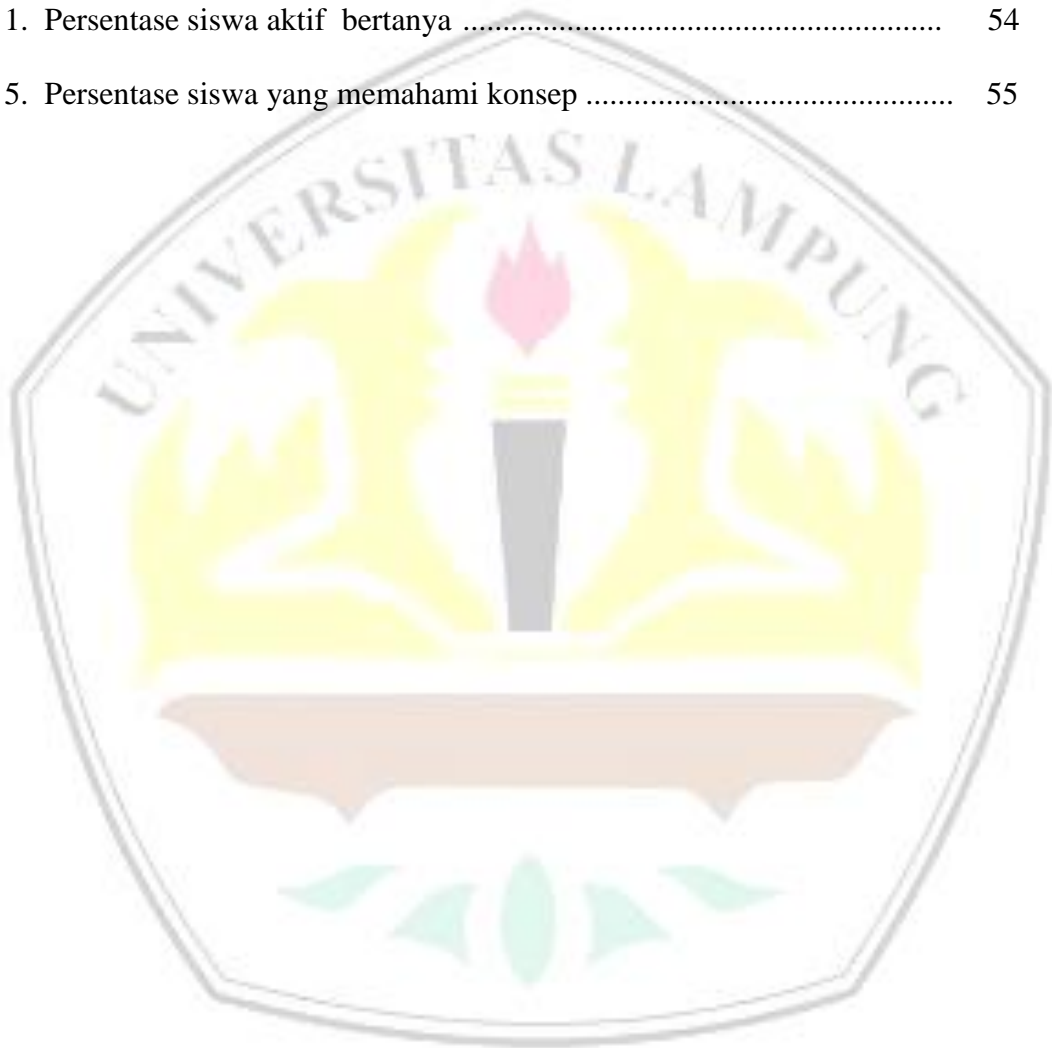 1. Persentase siswa aktif  bertanya ........................................................ 54
5. Persentase siswa yang memahami konsep ........................................... 55
UNIVERSITAS LAMPUNG